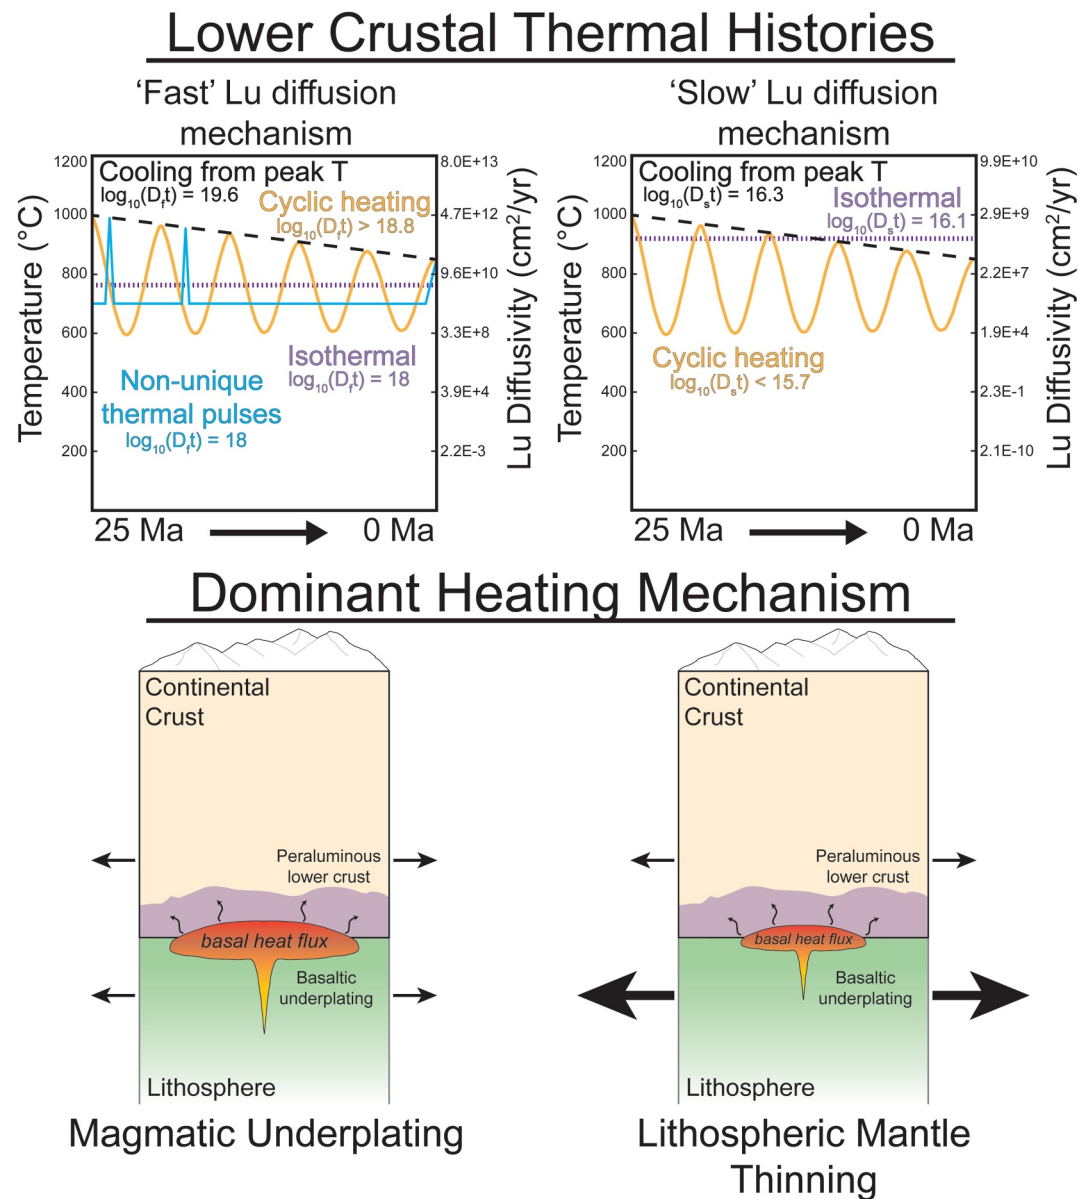 Lower Crustal Thermal Histories
‘Fast’ Lu diffusion
mechanism
1200
1000
800
600
400
200
Temperature (°C)
Cooling from peak T
log₁₀(D_f t) = 19.6
Cyclic heating
log₁₀(D_f t) > 18.8
Isothermal
log₁₀(D_f t) = 18
Non-unique
thermal pulses
log₁₀(D_f t) = 18
8.0E+13
4.7E+12
9.6E+10
3.3E+8
3.9E+4
2.2E-3
Lu Diffusivity (cm²/yr)
25 Ma
0 Ma
‘Slow’ Lu diffusion
mechanism
1200
1000
800
600
400
200
Temperature (°C)
Cooling from peak T
log₁₀(D_s t) = 16.3
Isothermal
log₁₀(D_s t) = 16.1
Cyclic heating
log₁₀(D_s t) < 15.7
9.9E+10
2.9E+9
2.2E+7
1.9E+4
2.3E-1
2.1E-10
Lu Diffusivity (cm²/yr)
25 Ma
0 Ma
Dominant Heating Mechanism
Continental
Crust
Peraluminous
lower crust
basal heat flux
Basaltic
underplating
Lithosphere
Magmatic Underplating
Continental
Crust
Peraluminous
lower crust
basal heat flux
Basaltic
underplating
Lithosphere
Lithospheric Mantle
Thinning